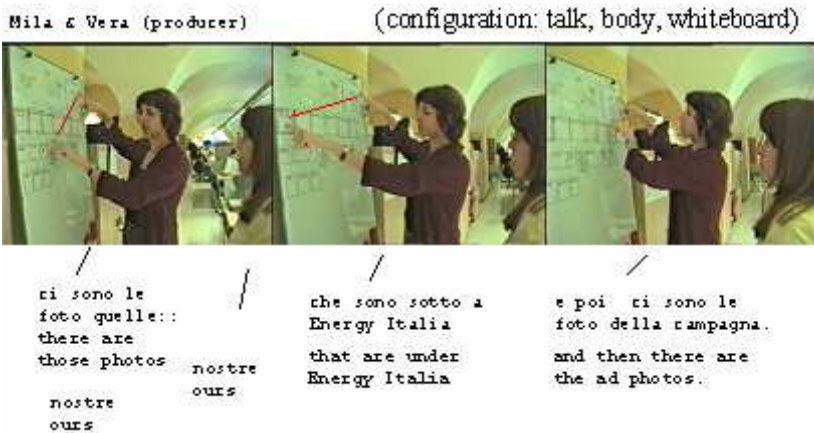 Mila & Vera (producer)
(configuration: talk, body, whiteboard)
ci sono le
foto quelle::
there are
those photos
nostre
ours
nostre
ours
che sono sotto a
Energy Italia
that are under
Energy Italia
e poi ci sono le
foto della campagna.
and then there are
the ad photos.